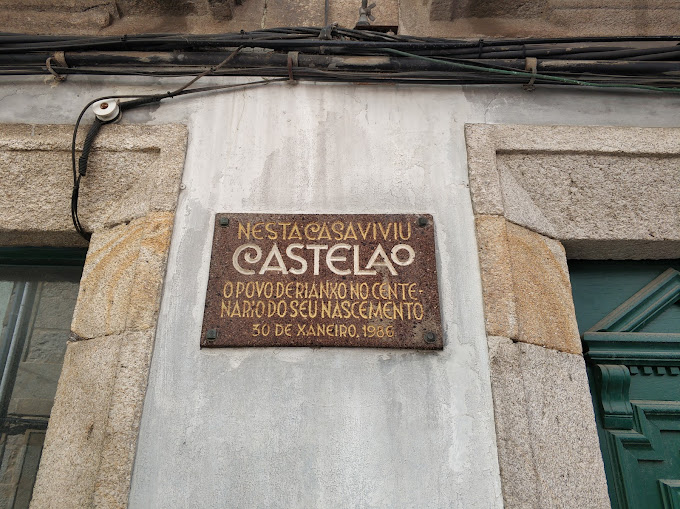 NESTA CASA VIVIU
CASTELAO
O POVO DE RIANXO NO CENTE-
NARIO DO SEU NASCEMENTO
30 DE XANEIRO, 1986